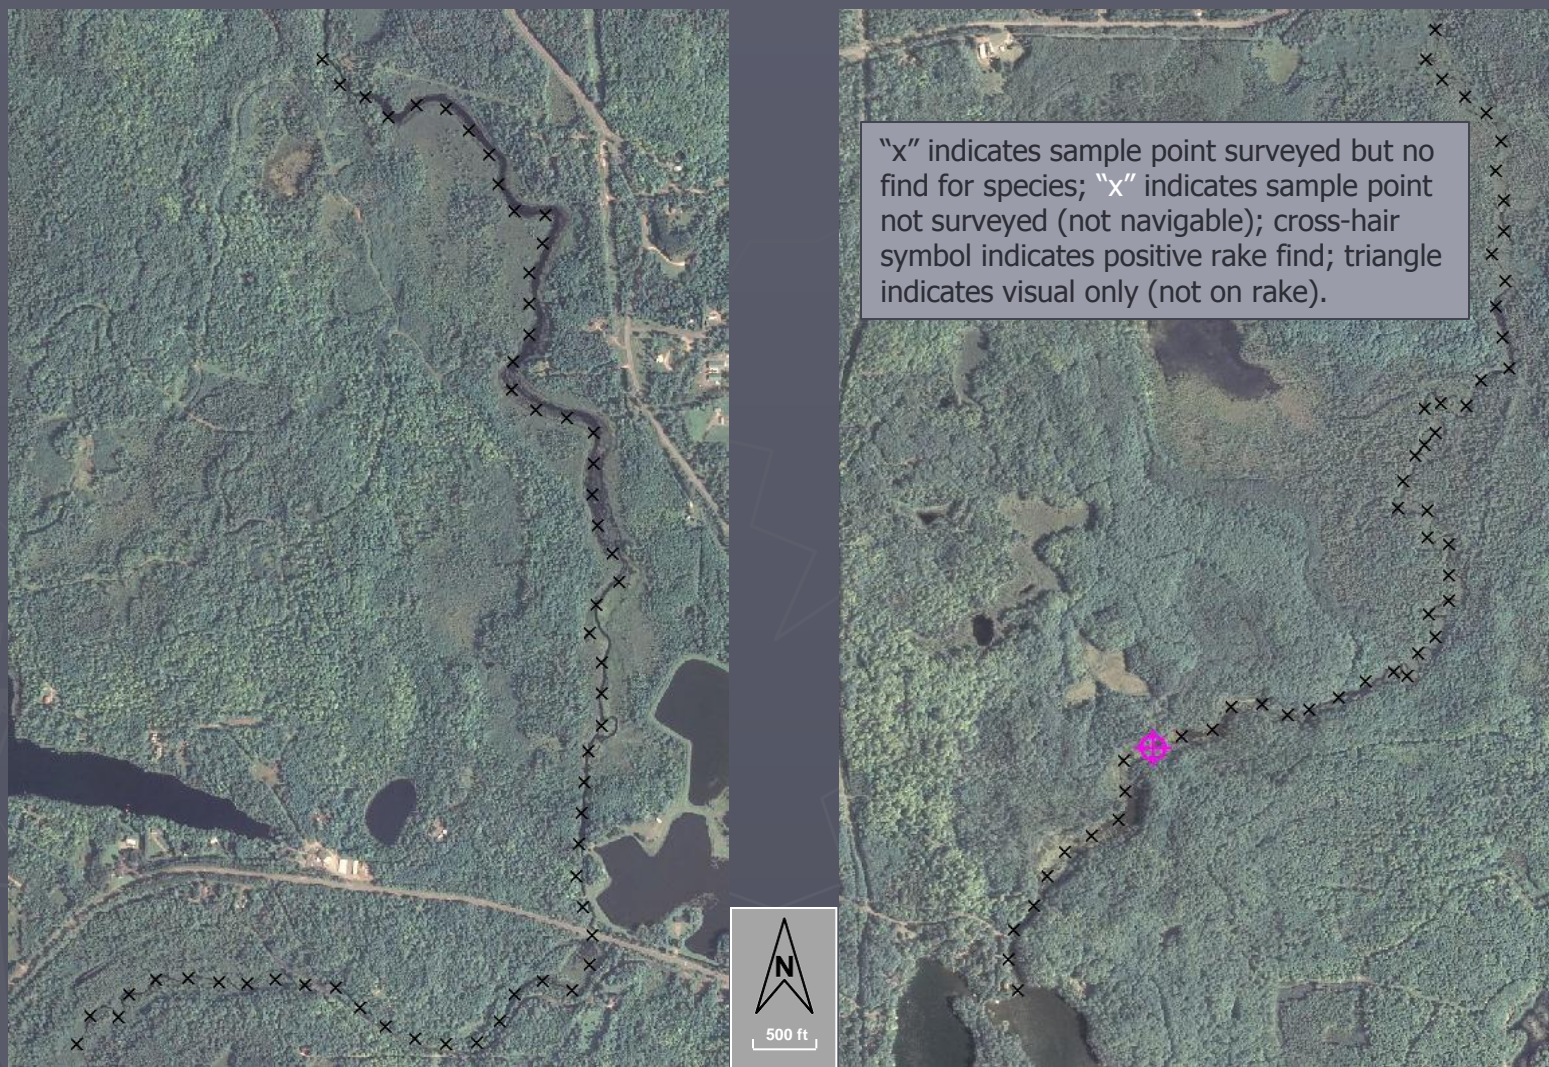 “x” indicates sample point surveyed but no
find for species; “x” indicates sample point
not surveyed (not navigable); cross-hair
symbol indicates positive rake find; triangle
indicates visual only (not on rake).
N
500 ft